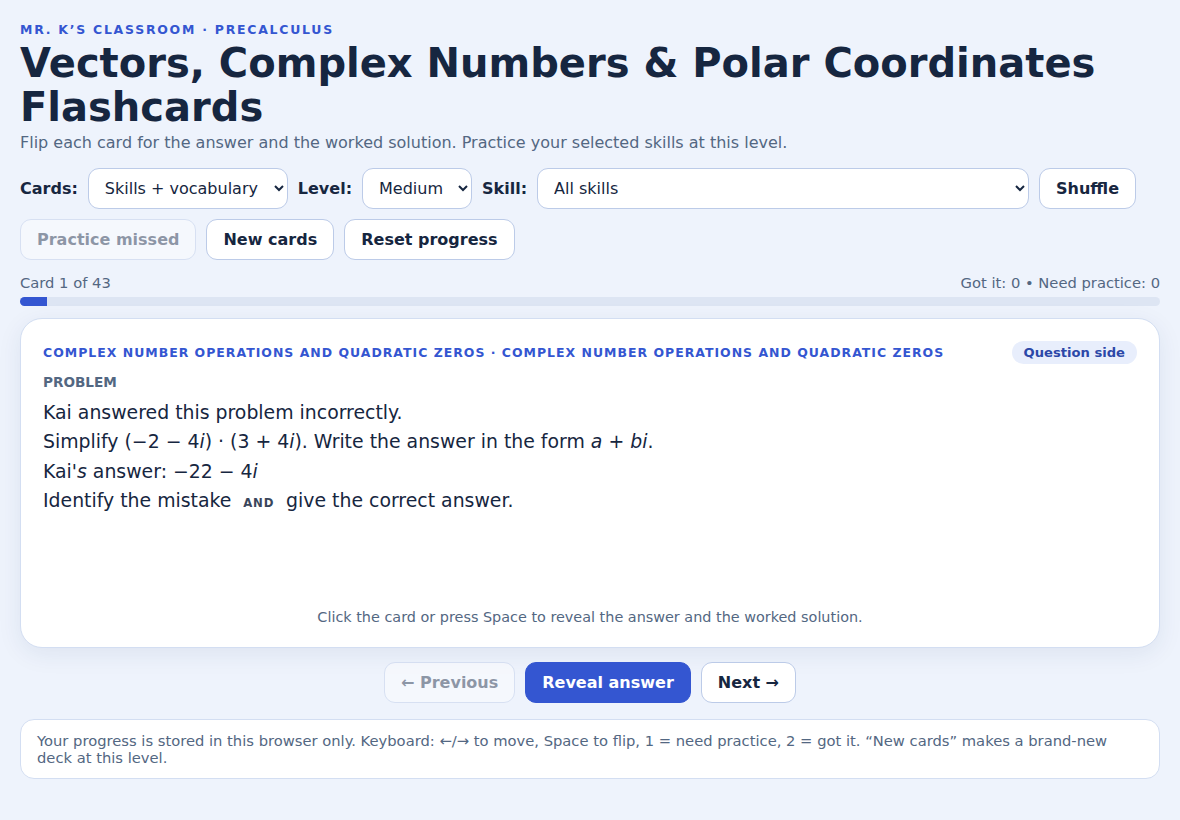 MR. K’S CLASSROOM · PRECALCULUS
Vectors, Complex Numbers & Polar Coordinates
Flashcards
Flip each card for the answer and the worked solution. Practice your selected skills at this level.
Cards: Skills + vocabulary Level: Medium Skill: All skills Shuffle
Practice missed New cards Reset progress
Card 1 of 43 Got it: 0 • Need practice: 0
COMPLEX NUMBER OPERATIONS AND QUADRATIC ZEROS · COMPLEX NUMBER OPERATIONS AND QUADRATIC ZEROS Question side
PROBLEM
Kai answered this problem incorrectly.
Simplify (−2 − 4i) · (3 + 4i). Write the answer in the form a + bi.
Kai's answer: −22 − 4i
Identify the mistake AND give the correct answer.
Click the card or press Space to reveal the answer and the worked solution.
← Previous Reveal answer Next →
Your progress is stored in this browser only. Keyboard: ←/→ to move, Space to flip, 1 = need practice, 2 = got it. “New cards” makes a brand-new
deck at this level.